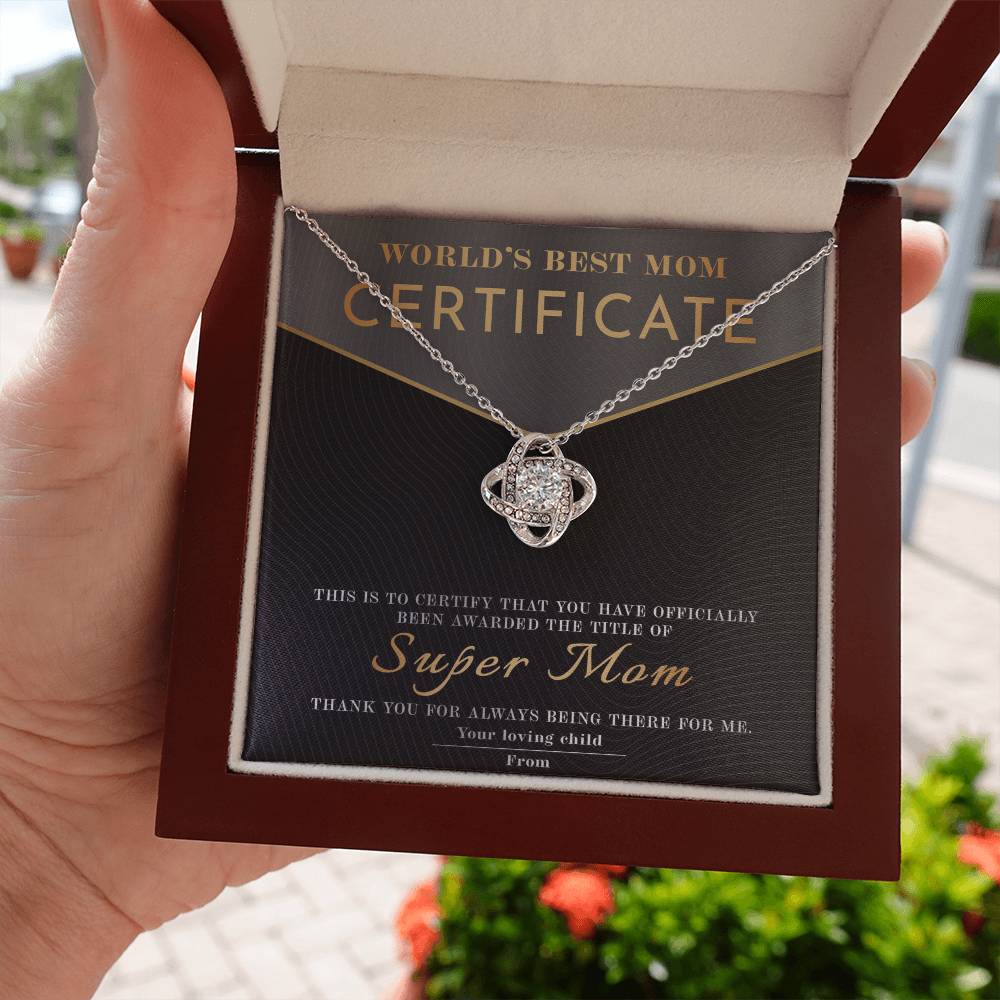 WORLD'S BEST MOM
CERTIFICATE
THIS IS TO CERTIFY THAT YOU HAVE OFFICIALLY
BEEN AWARDED THE TITLE OF
Super Mom
THANK YOU FOR ALWAYS BEING THERE FOR ME.
Your loving child
From